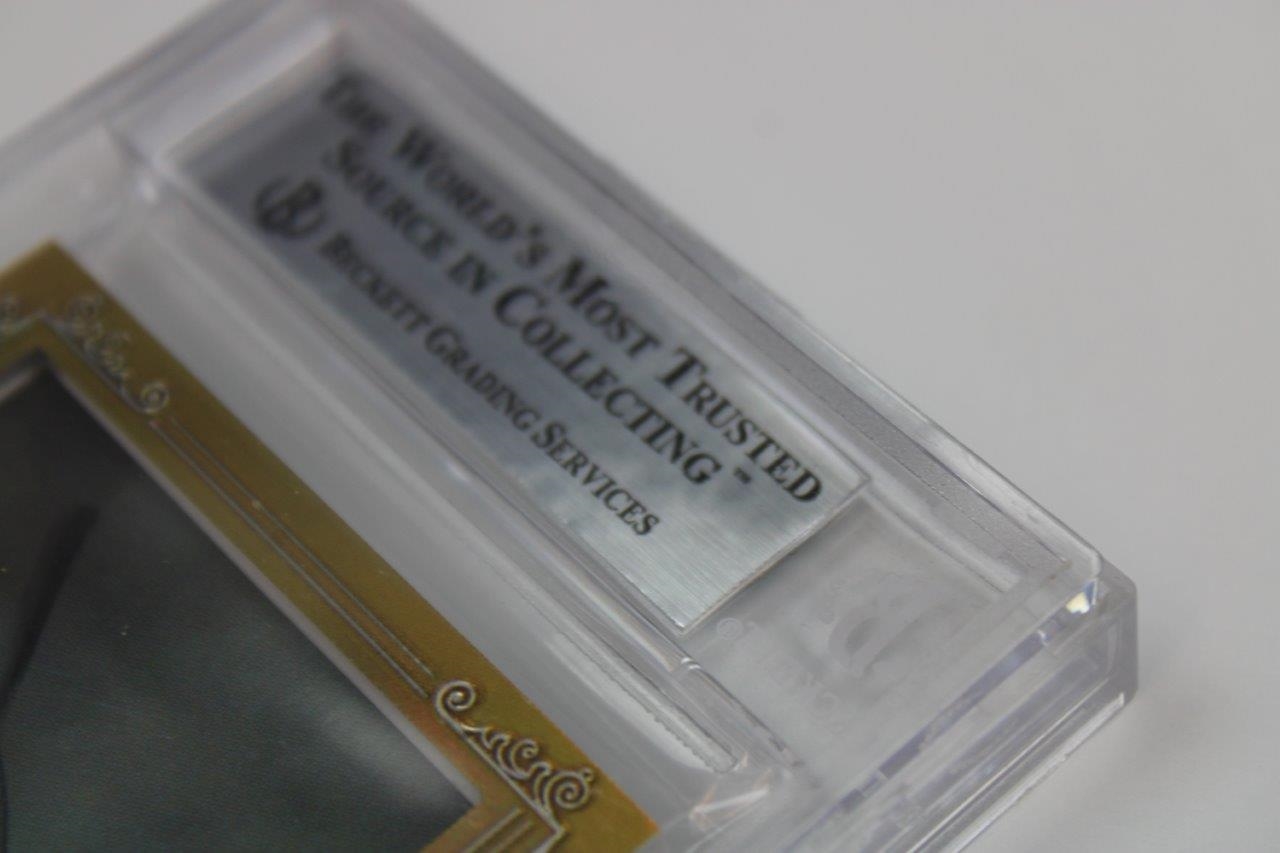 THE WORLD'S MOST TRUSTED
SOURCE IN COLLECTING™
BECKETT GRADING SERVICES